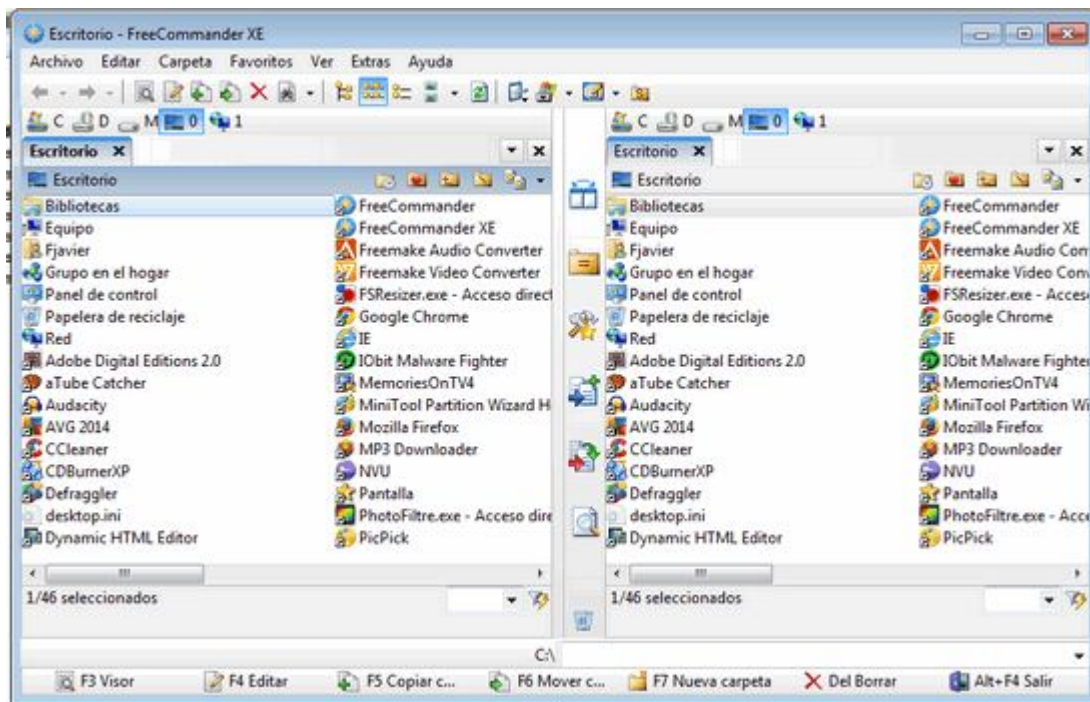 Escritorio - FreeCommander XE
Archivo Editar Carpeta Favoritos Ver Extras Ayuda
C D M 0 1
Escritorio
Escritorio
Bibliotecas
Equipo
Fjavier
Grupo en el hogar
Panel de control
Papelera de reciclaje
Red
Adobe Digital Editions 2.0
aTube Catcher
Audacity
AVG 2014
CCleaner
CDBurnerXP
Defraggler
desktop.ini
Dynamic HTML Editor
FreeCommander
FreeCommander XE
Freemake Audio Converter
Freemake Video Converter
FSResizer.exe - Acceso direct
Google Chrome
IE
IObit Malware Fighter
MemoriesOnTV4
MiniTool Partition Wizard H
Mozilla Firefox
MP3 Downloader
NVU
Pantalla
PhotoFiltre.exe - Acceso dire
PicPick
1/46 seleccionados
C D M 0 1
Escritorio
Escritorio
Bibliotecas
Equipo
Fjavier
Grupo en el hogar
Panel de control
Papelera de reciclaje
Red
Adobe Digital Editions 2.0
aTube Catcher
Audacity
AVG 2014
CCleaner
CDBurnerXP
Defraggler
desktop.ini
Dynamic HTML Editor
FreeCommander
FreeCommander XE
Freemake Audio Con
Freemake Video Con
FSResizer.exe - Acces
Google Chrome
IE
IObit Malware Fighte
MemoriesOnTV4
MiniTool Partition Wi
Mozilla Firefox
MP3 Downloader
NVU
Pantalla
PhotoFiltre.exe - Acce
PicPick
1/46 seleccionados
C:\
F3 Visor F4 Editar F5 Copiar c... F6 Mover c... F7 Nueva carpeta Del Borrar Alt+F4 Salir